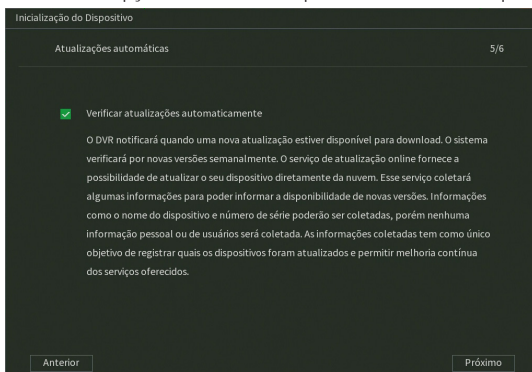 Inicialização do Dispositivo
Atualizações automáticas 5/6
Verificar atualizações automaticamente
O DVR notificará quando uma nova atualização estiver disponível para download. O sistema
verificará por novas versões semanalmente. O serviço de atualização online fornece a
possibilidade de atualizar o seu dispositivo diretamente da nuvem. Esse serviço coletará
algumas informações para poder informar a disponibilidade de novas versões. Informações
como o nome do dispositivo e número de série poderão ser coletadas, porém nenhuma
informação pessoal ou de usuários será coletada. As informações coletadas tem como único
objetivo de registrar quais os dispositivos foram atualizados e permitir melhoria contínua
dos serviços oferecidos.
Anterior Próximo